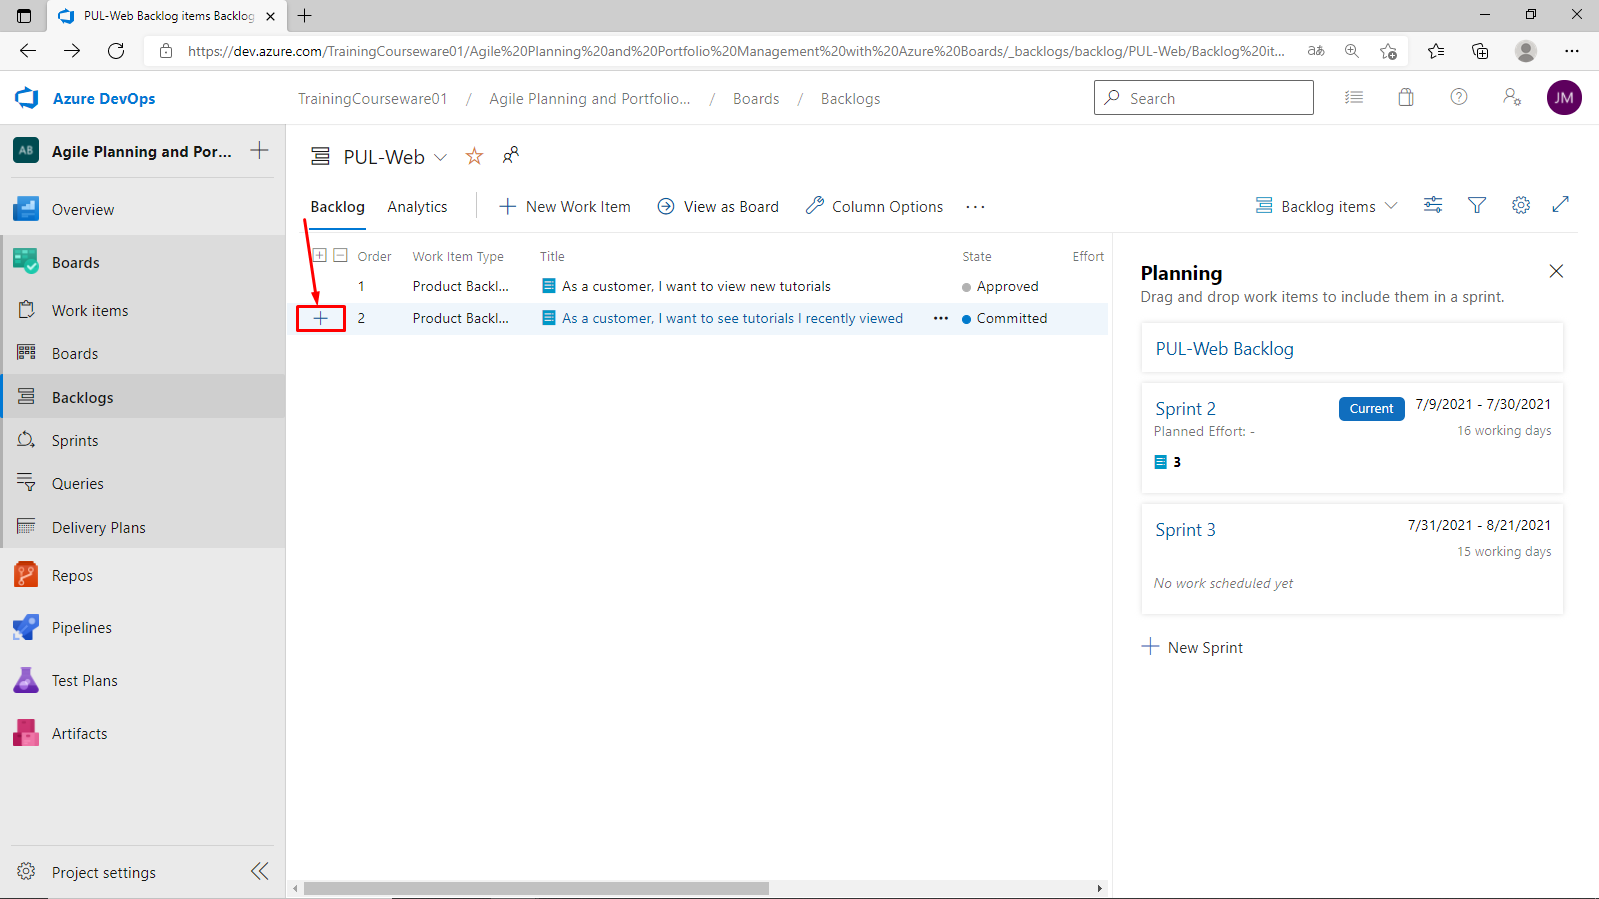 PUL-Web Backlog items Backlog
https://dev.azure.com/TrainingCourseware01/Agile%20Planning%20and%20Portfolio%20Management%20with%20Azure%20Boards/_backlogs/backlog/PUL-Web/Backlog%20it...
aあ
Azure DevOps
TrainingCourseware01 / Agile Planning and Portfolio... / Boards / Backlogs
Search
JM
AB Agile Planning and Por...
Overview
Boards
Work items
Boards
Backlogs
Sprints
Queries
Delivery Plans
Repos
Pipelines
Test Plans
Artifacts
Project settings
PUL-Web
Backlog Analytics New Work Item View as Board Column Options ...
Backlog items
Order Work Item Type Title State Effort
1 Product Backl... As a customer, I want to view new tutorials Approved
2 Product Backl... As a customer, I want to see tutorials I recently viewed ... Committed
Planning
Drag and drop work items to include them in a sprint.
PUL-Web Backlog
Sprint 2 Current 7/9/2021 - 7/30/2021
Planned Effort: - 16 working days
3
Sprint 3 7/31/2021 - 8/21/2021
15 working days
No work scheduled yet
New Sprint